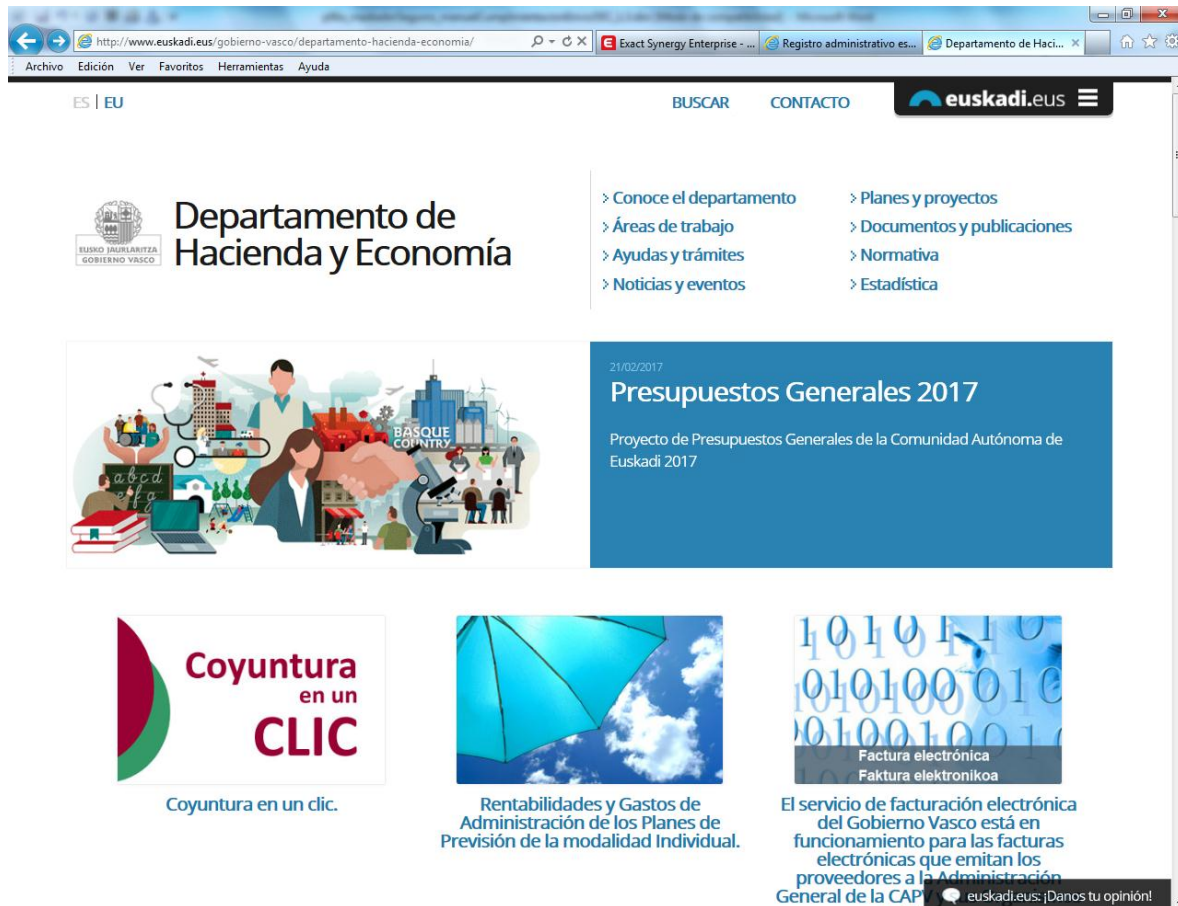 http://www.euskadi.eus/gobierno-vasco/departamento-hacienda-economia/
Exact Synergy Enterprise - ...
Registro administrativo es...
Departamento de Haci...
Archivo Edición Ver Favoritos Herramientas Ayuda
ES | EU
BUSCAR CONTACTO
euskadi.eus
EUSKO JAURLARITZA
GOBIERNO VASCO
Departamento de
Hacienda y Economía
> Conoce el departamento
> Áreas de trabajo
> Ayudas y trámites
> Noticias y eventos
> Planes y proyectos
> Documentos y publicaciones
> Normativa
> Estadística
BASQUE
COUNTRY
a b c d
e f g
21/02/2017
Presupuestos Generales 2017
Proyecto de Presupuestos Generales de la Comunidad Autónoma de
Euskadi 2017
Coyuntura
en un
CLIC
Coyuntura en un clic.
Rentabilidades y Gastos de
Administración de los Planes de
Previsión de la modalidad Individual.
Factura electrónica
Faktura elektronikoa
El servicio de facturación electrónica
del Gobierno Vasco está en
funcionamiento para las facturas
electrónicas que emitan los
proveedores a la Administración
General de la CAPV
euskadi.eus: ¡Danos tu opinión!